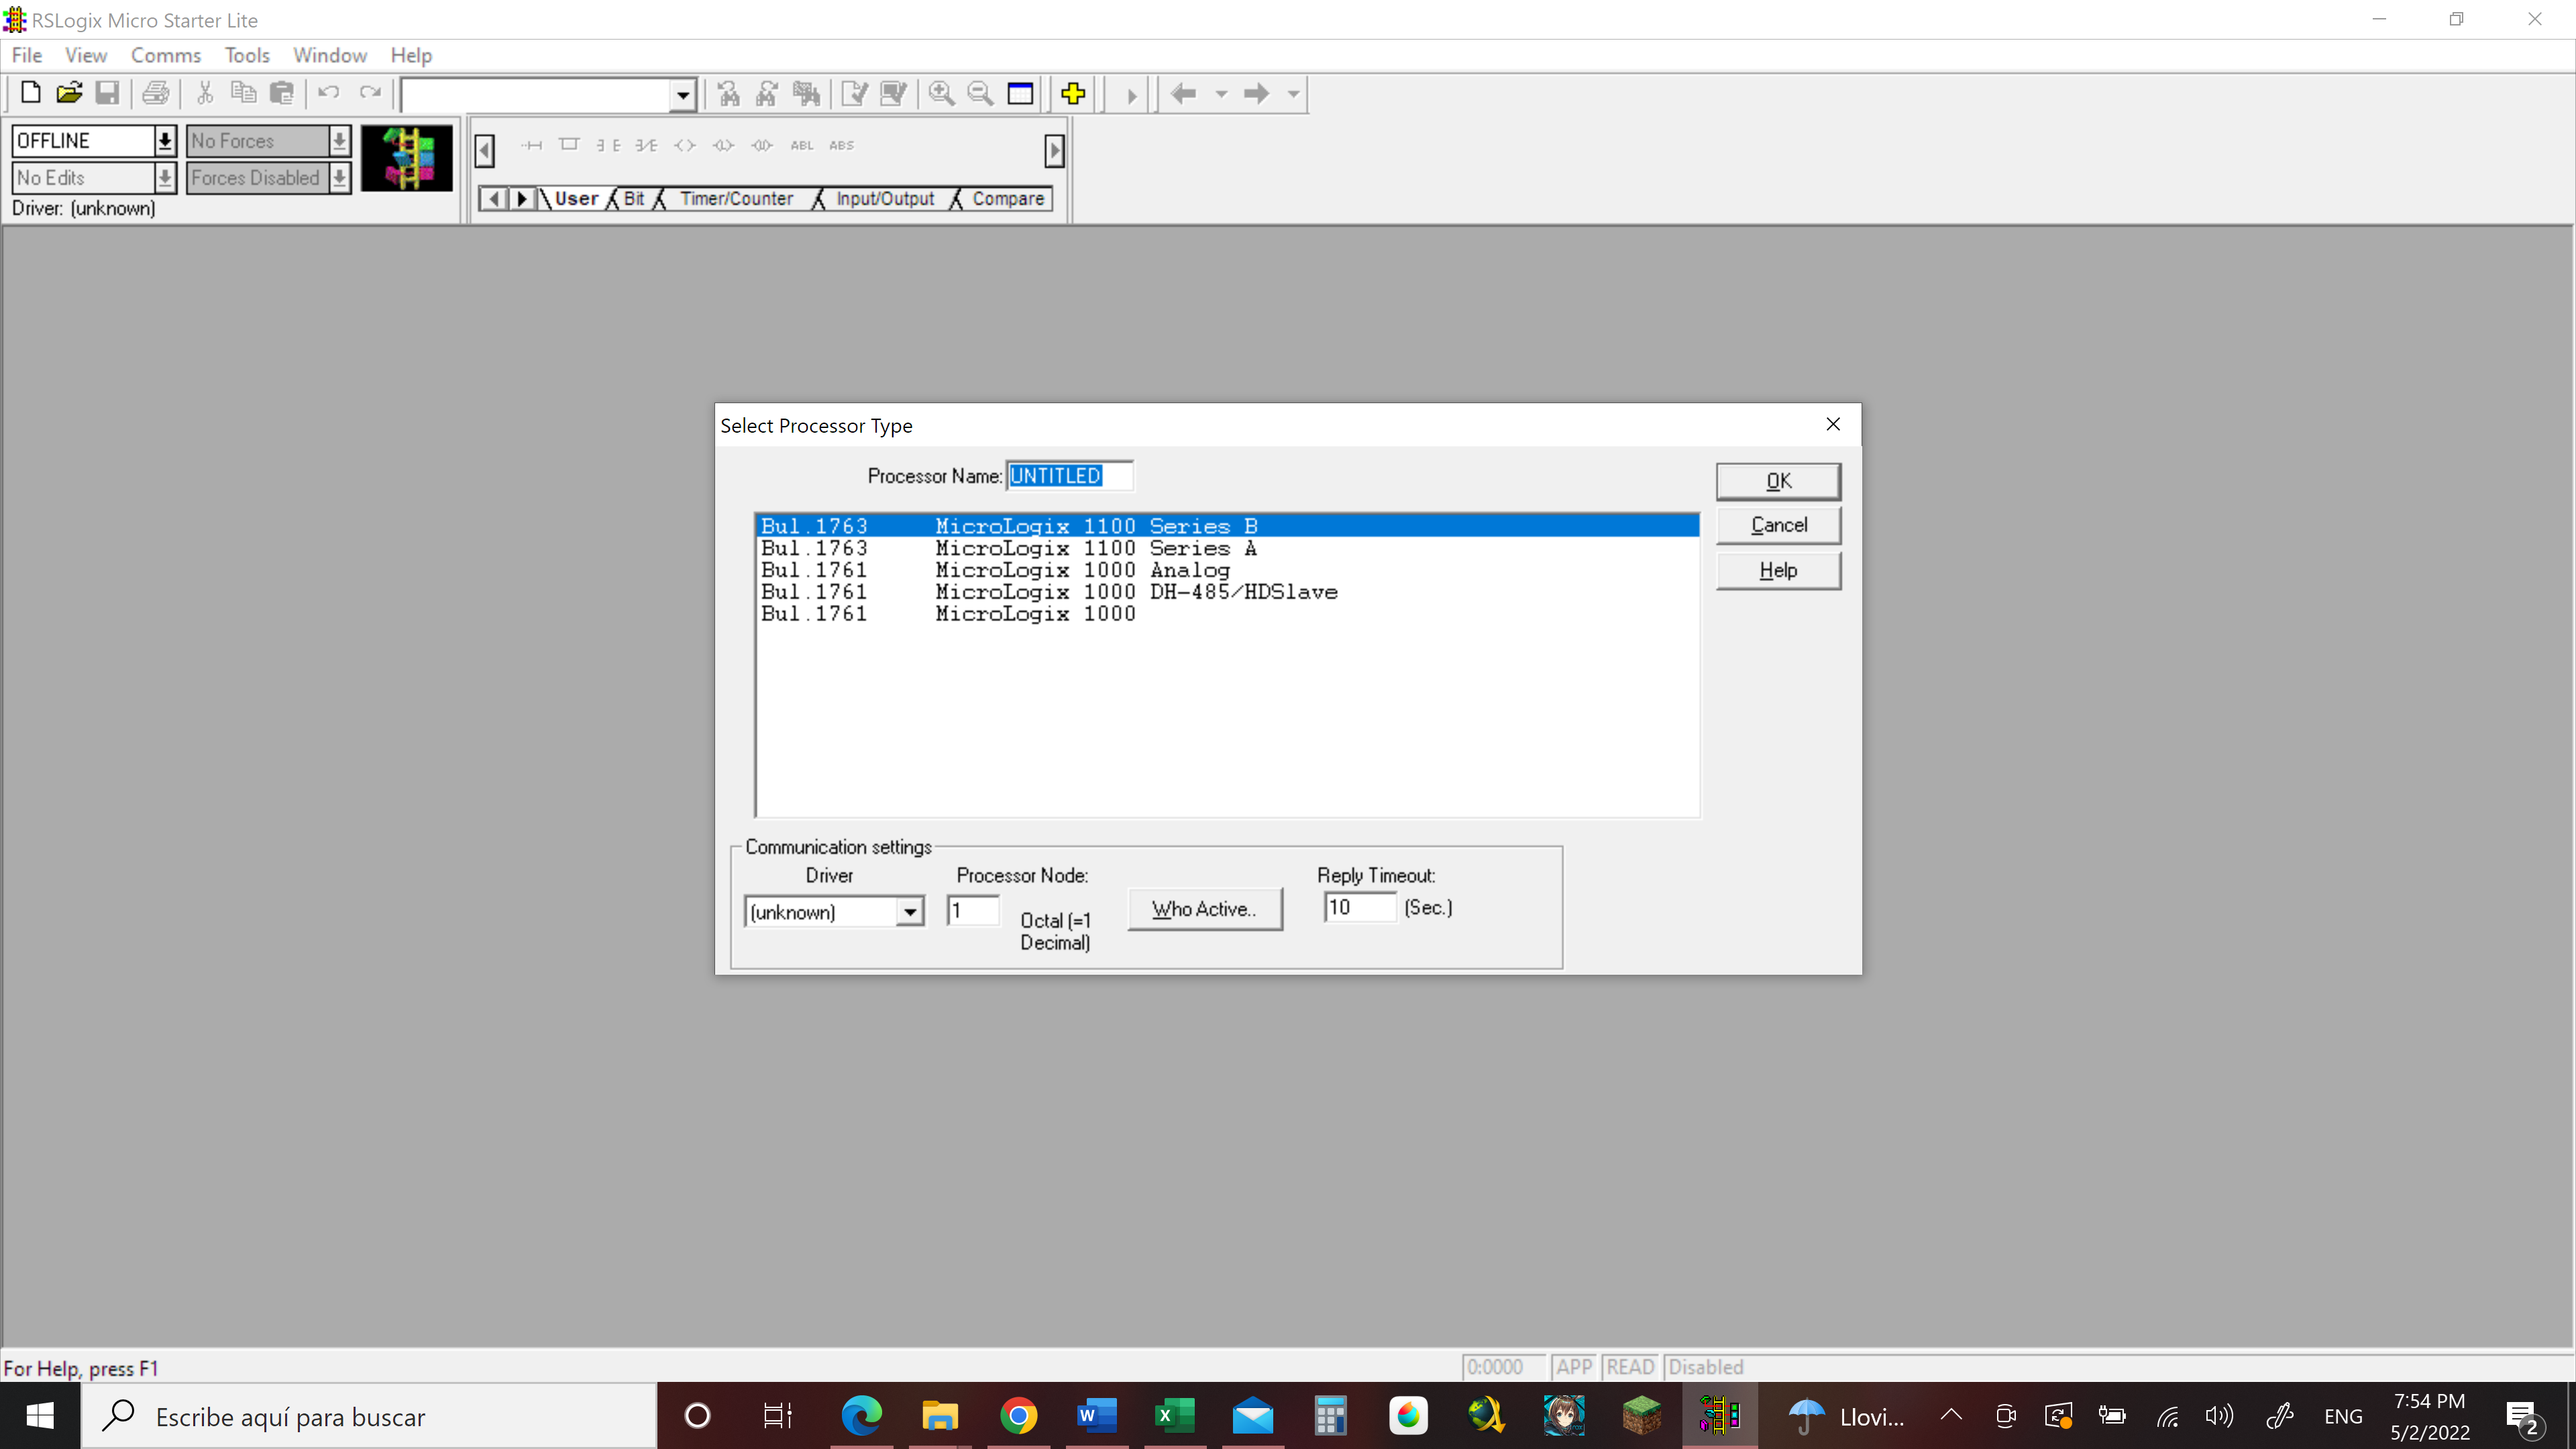 RSLogix Micro Starter Lite
File View Comms Tools Window Help
OFFLINE No Forces
No Edits Forces Disabled
Driver: (unknown)
ABL ABS
User Bit Timer/Counter Input/Output Compare
Select Processor Type
Processor Name: UNTITLED
OK
Cancel
Help
Bul.1763 MicroLogix 1100 Series B
Bul.1763 MicroLogix 1100 Series A
Bul.1761 MicroLogix 1000 Analog
Bul.1761 MicroLogix 1000 DH-485/HDSlave
Bul.1761 MicroLogix 1000
Communication settings
Driver Processor Node: Reply Timeout:
(unknown) 1 Who Active.. 10 (Sec.)
Octal (=1
Decimal)
For Help, press F1 0:0000 APP READ Disabled
Escribe aquí para buscar
Llovi...
ENG
7:54 PM
5/2/2022
2